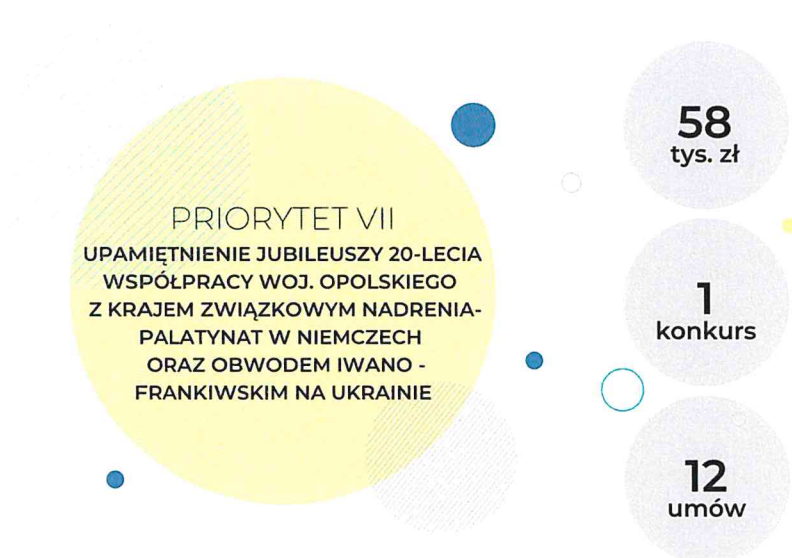 PRIORYTET VII
UPAMIĘTNIENIE JUBILEUSZY 20-LECIA
WSPÓŁPRACY WOJ. OPOLSKIEGO
Z KRAJEM ZWIĄZKOWYM NADRENIA-
PALATYNAT W NIEMCZECH
ORAZ OBWODEM IWANO -
FRANKIWSKIM NA UKRAINIE
58
tys. zł
1
konkurs
12
umów